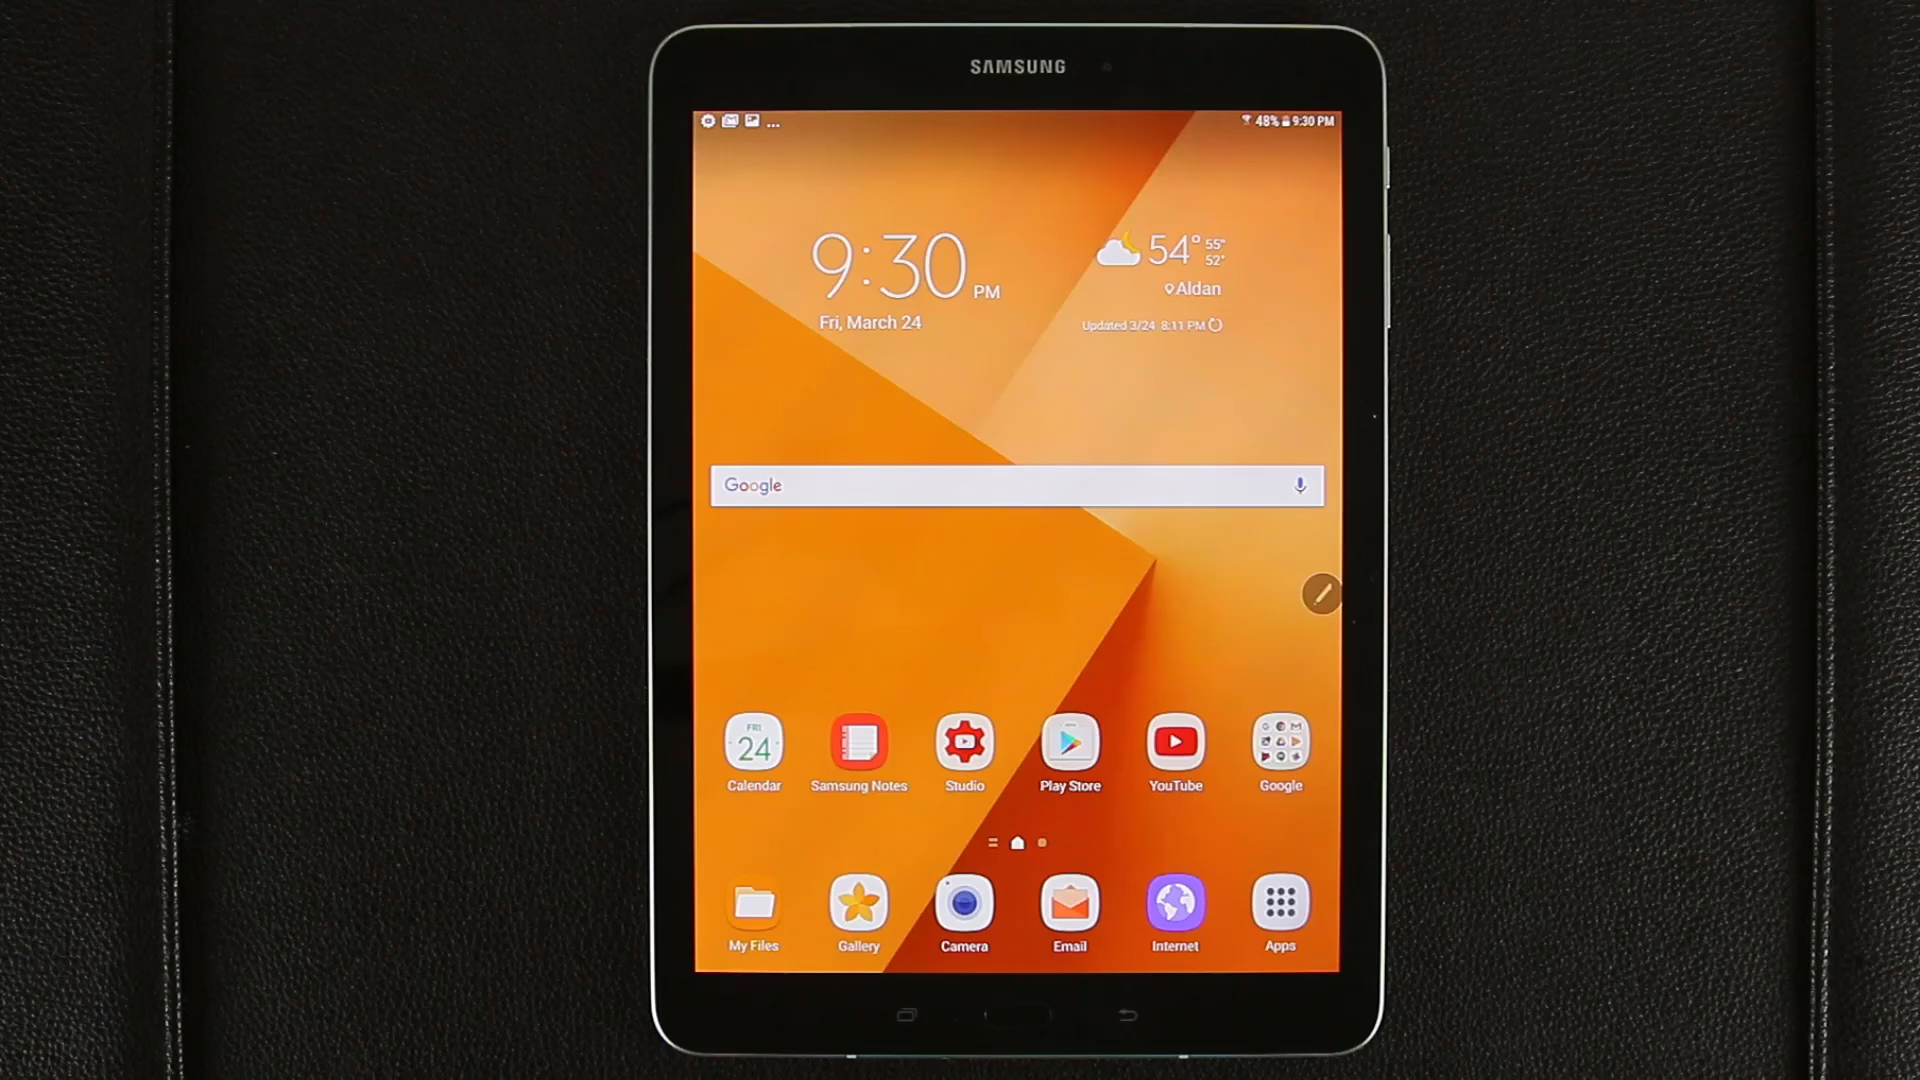 SAMSUNG
... 48% 9:30 PM
9:30 PM
Fri, March 24
54° 55°
52°
Aldan
Updated 3/24 8:11 PM
Google
FRI
24
Calendar
Samsung Notes
Studio
Play Store
YouTube
Google
My Files
Gallery
Camera
Email
Internet
Apps